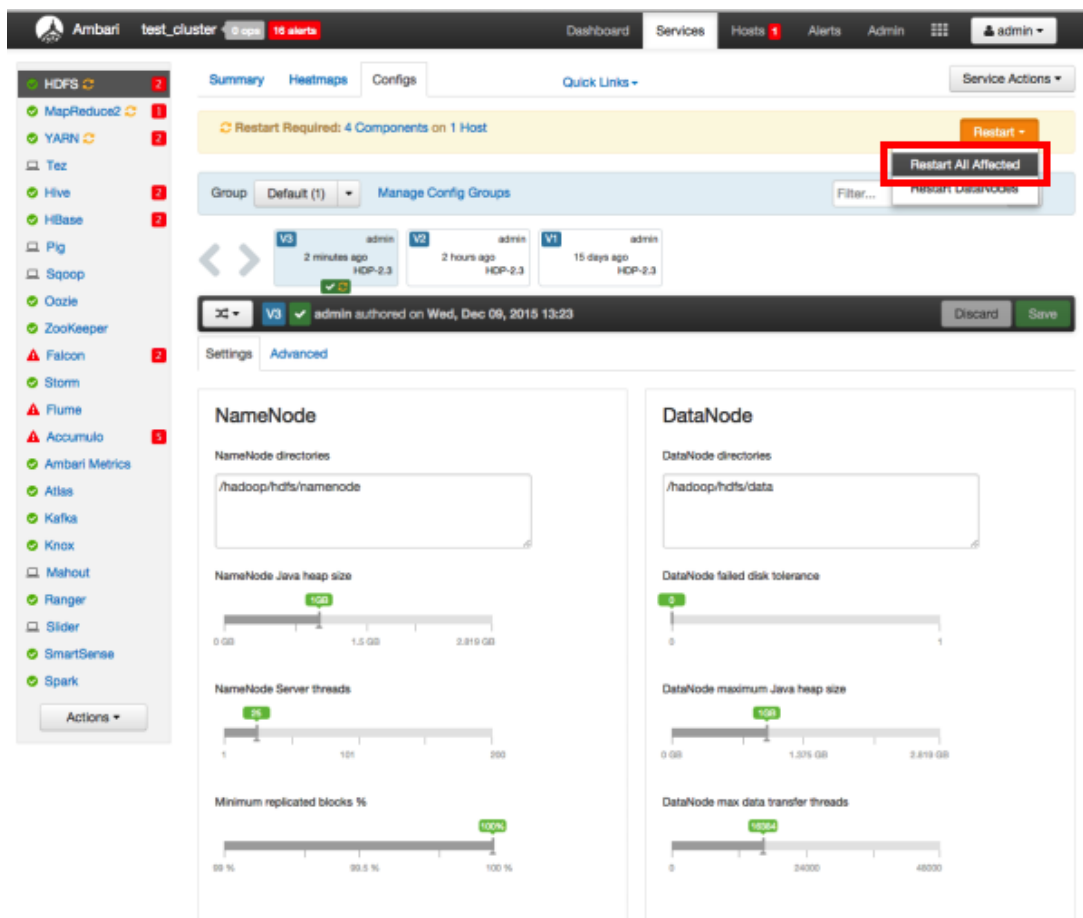 Ambari test_cluster 0 ops 16 alerts Dashboard Services Hosts 1 Alerts Admin admin
HDFS 2
MapReduce2 1
YARN 2
Tez
Hive 2
HBase 2
Pig
Sqoop
Oozie
ZooKeeper
Falcon 2
Storm
Flume
Accumulo 5
Ambari Metrics
Atlas
Kafka
Knox
Mahout
Ranger
Slider
SmartSense
Spark
Actions
Summary Heatmaps Configs Quick Links Service Actions
Restart Required: 4 Components on 1 Host Restart
Restart All Affected
Restart DataNodes
Group Default (1) Manage Config Groups Filter...
V3 admin
2 minutes ago
HDP-2.3
V2 admin
2 hours ago
HDP-2.3
V1 admin
15 days ago
HDP-2.3
V3 admin authored on Wed, Dec 09, 2015 13:23 Discard Save
Settings Advanced
NameNode
NameNode directories
/hadoop/hdfs/namenode
NameNode Java heap size
1GB
0 GB 1.5 GB 2.819 GB
NameNode Server threads
25
1 101 200
Minimum replicated blocks %
100%
99 % 99.5 % 100 %
DataNode
DataNode directories
/hadoop/hdfs/data
DataNode failed disk tolerance
0
0 1
DataNode maximum Java heap size
1GB
0 GB 1.375 GB 2.819 GB
DataNode max data transfer threads
16384
0 24000 48000